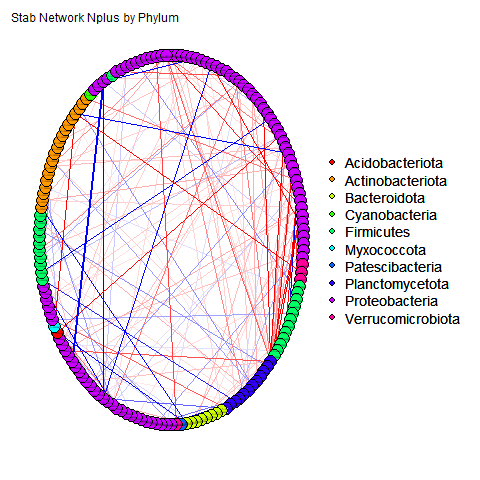 Stab Network Nplus by Phylum
Acidobacteriota
Actinobacteriota
Bacteroidota
Cyanobacteria
Firmicutes
Myxococcota
Patescibacteria
Planctomycetota
Proteobacteria
Verrucomicrobiota